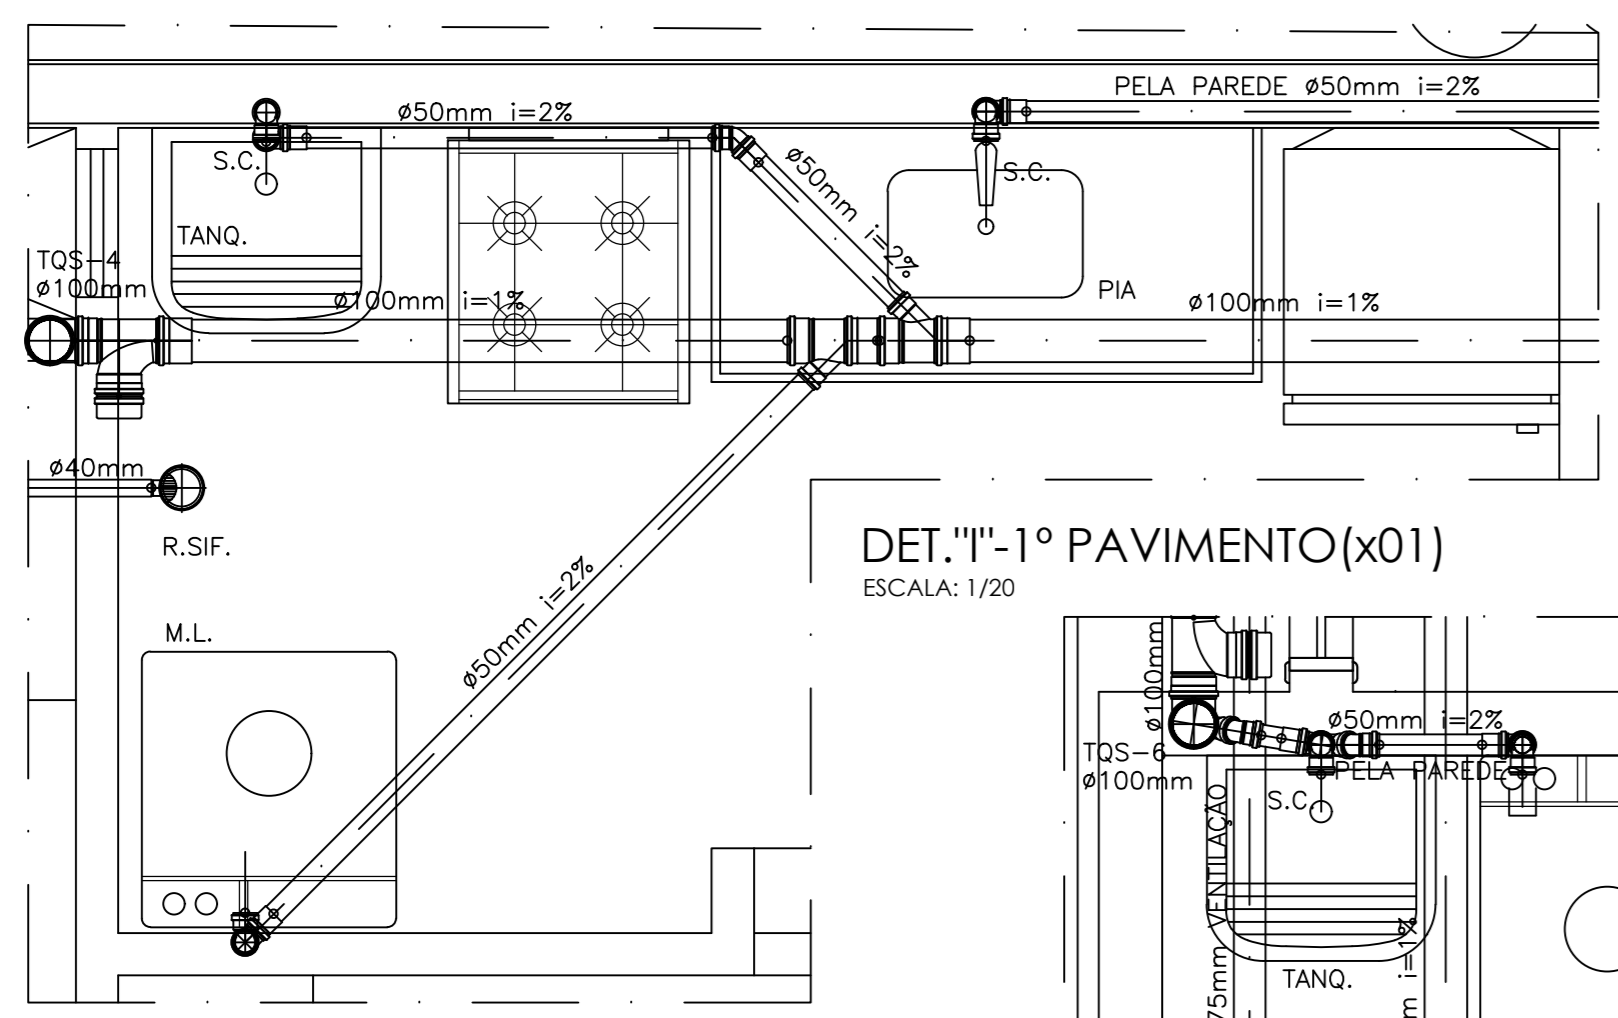 PELA PAREDE ø50mm i=2%
ø50mm i=2%
S.C.
S.C.
ø50mm i=2%
TANQ.
TQS-4
ø100mm
ø100mm i=1%
PIA
ø100mm i=1%
ø40mm
R.SIF.
DET."I"-1º PAVIMENTO(x01)
ESCALA: 1/20
ø50mm i=2%
M.L.
ø100mm
ø50mm i=2%
TQS-6
ø100mm
PELA PAREDE
S.C.
75mm VENTILAÇÃO
m i=1%
TANQ.